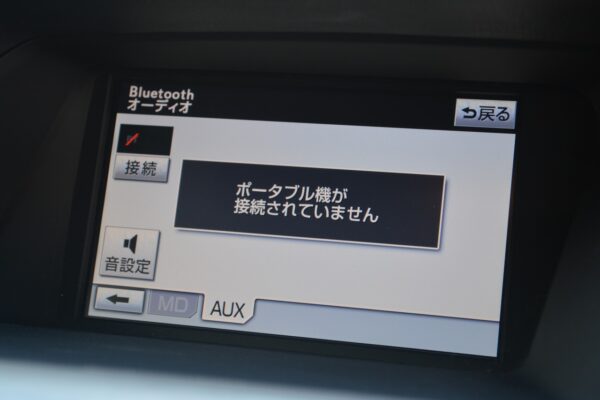 Bluetooth
オーディオ
戻る
接続
ポータブル機が
接続されていません
音設定
MD
AUX